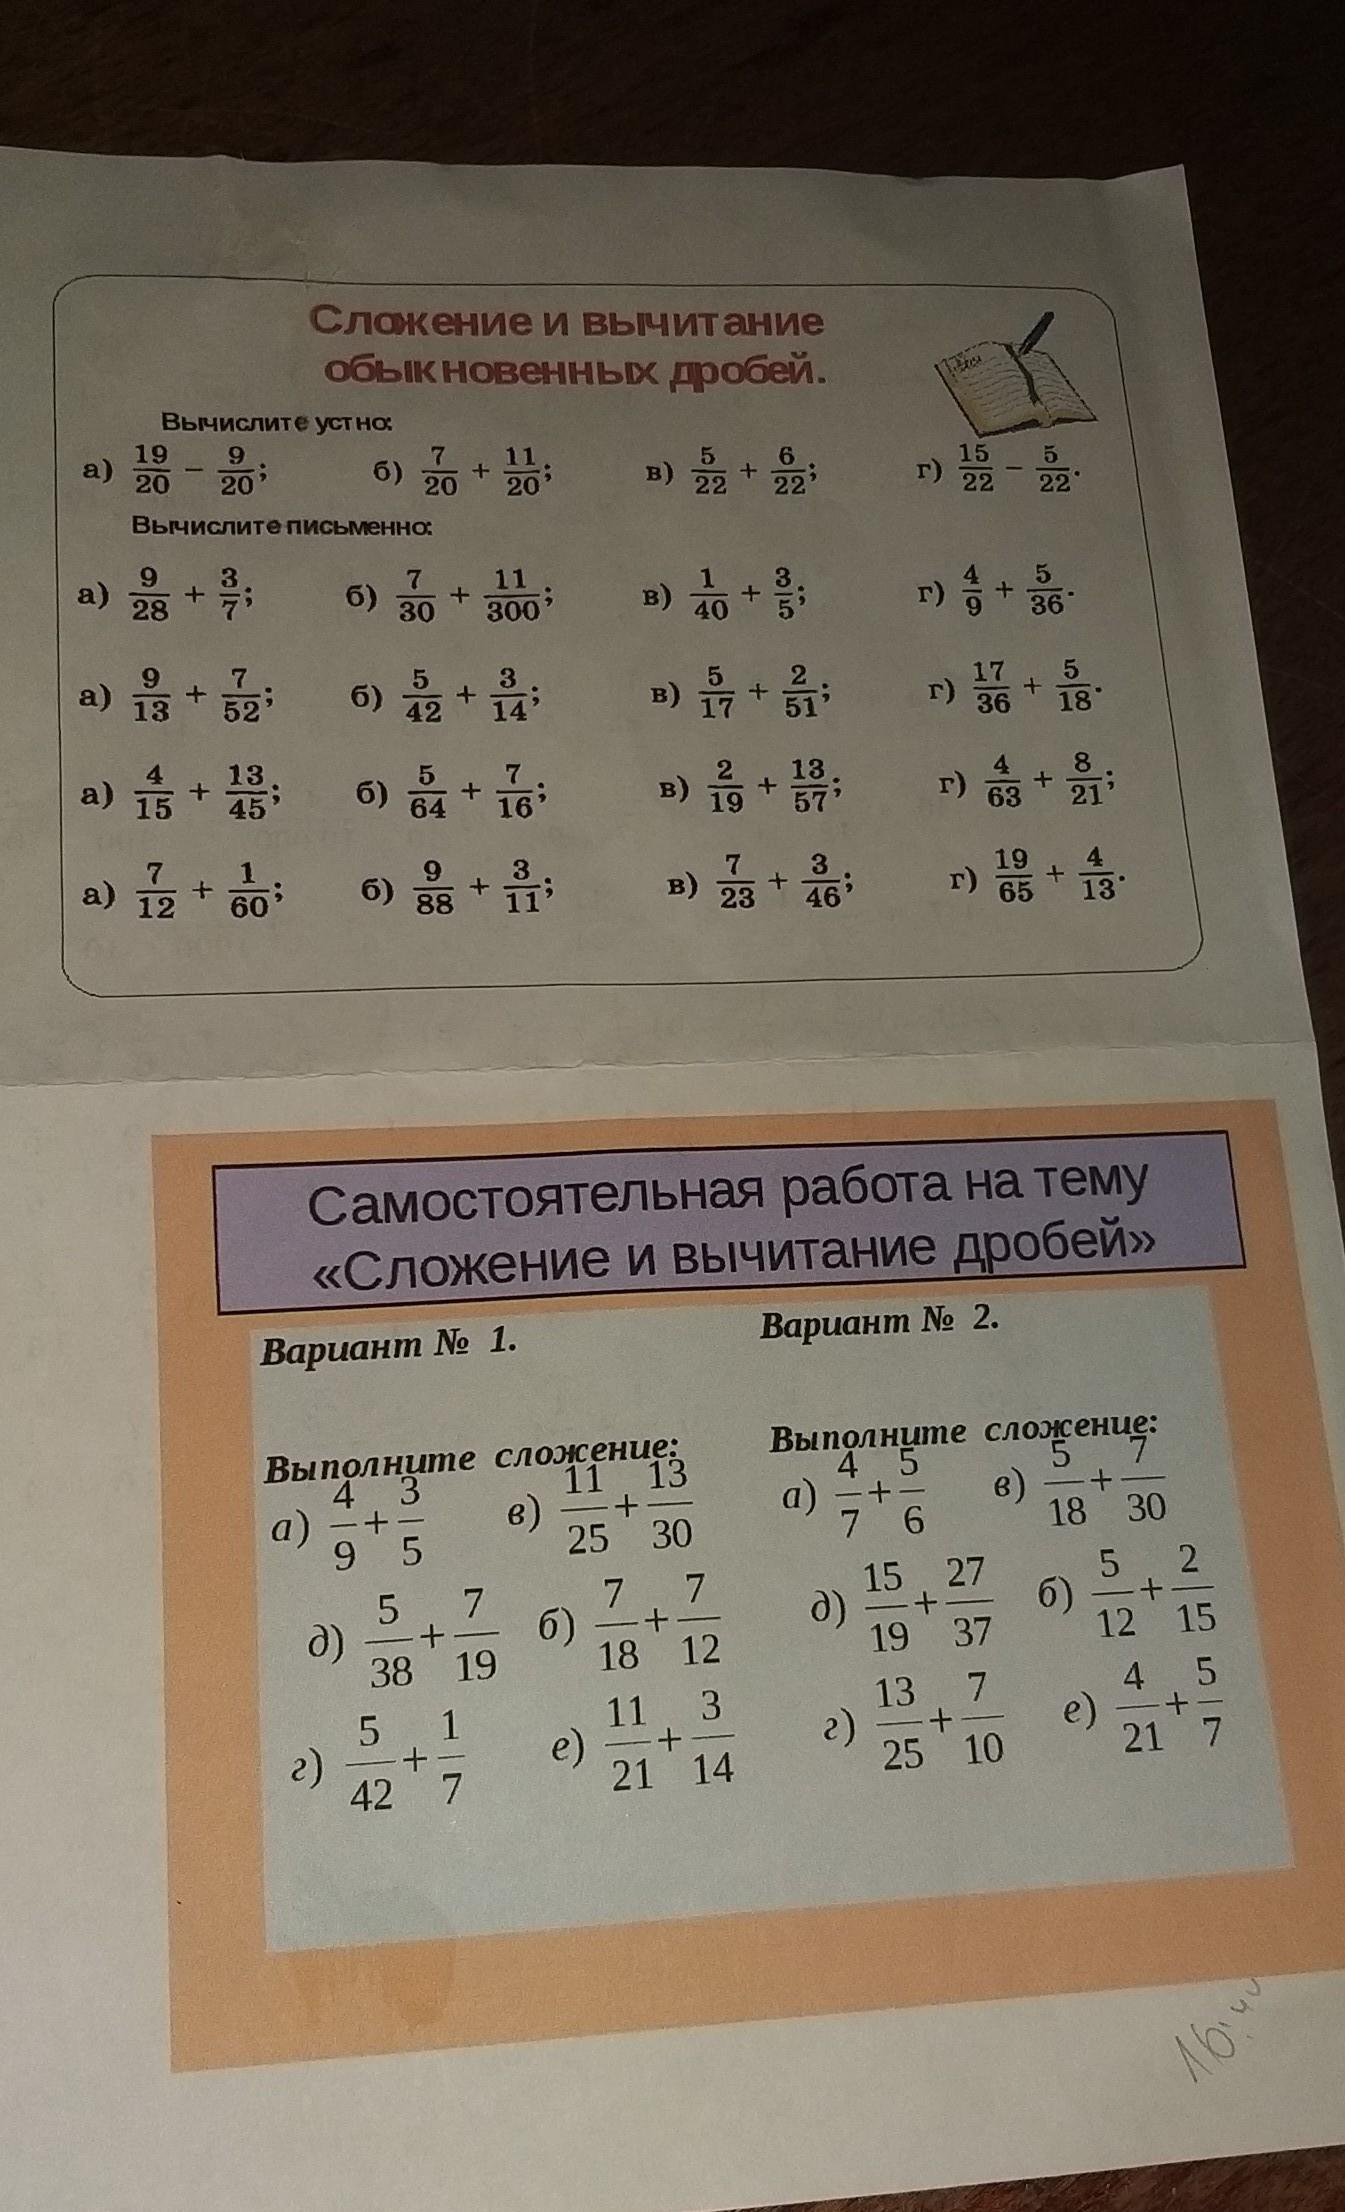 Сложение и вычитание
обыкновенных дробей.
Вычислите устно:
а) 19/20 − 9/20; б) 7/20 + 11/20; в) 5/22 + 6/22; г) 15/22 − 5/22.
Вычислите письменно:
а) 9/28 + 3/7; б) 7/30 + 11/300; в) 1/40 + 3/5; г) 4/9 + 5/36.
а) 9/13 + 7/52; б) 5/42 + 3/14; в) 5/17 + 2/51; г) 17/36 + 5/18.
а) 4/15 + 13/45; б) 5/64 + 7/16; в) 2/19 + 13/57; г) 4/63 + 8/21;
а) 7/12 + 1/60; б) 9/88 + 3/11; в) 7/23 + 3/46; г) 19/65 + 4/13.
Самостоятельная работа на тему
«Сложение и вычитание дробей»
Вариант № 1.
Выполните сложение:
а) 4/9 + 3/5 в) 11/25 + 13/30
д) 5/38 + 7/19 б) 7/18 + 7/12
г) 5/42 + 1/7 е) 11/21 + 3/14
Вариант № 2.
Выполните сложение:
а) 4/7 + 5/6 в) 5/18 + 7/30
д) 15/19 + 27/37 б) 5/12 + 2/15
г) 13/25 + 7/10 е) 4/21 + 5/7